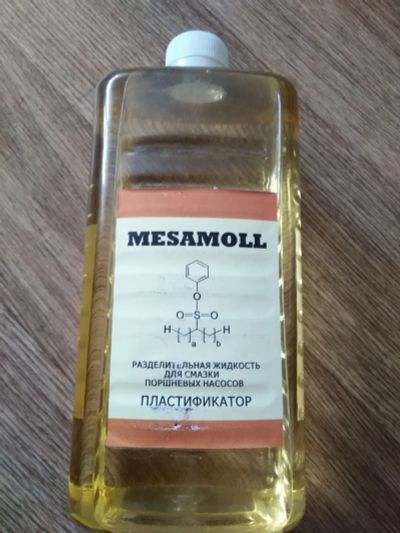 MESAMOLL
O
O S O
H H
a b
РАЗДЕЛИТЕЛЬНАЯ ЖИДКОСТЬ
ДЛЯ СМАЗКИ
ПОРШНЕВЫХ НАСОСОВ
ПЛАСТИФИКАТОР